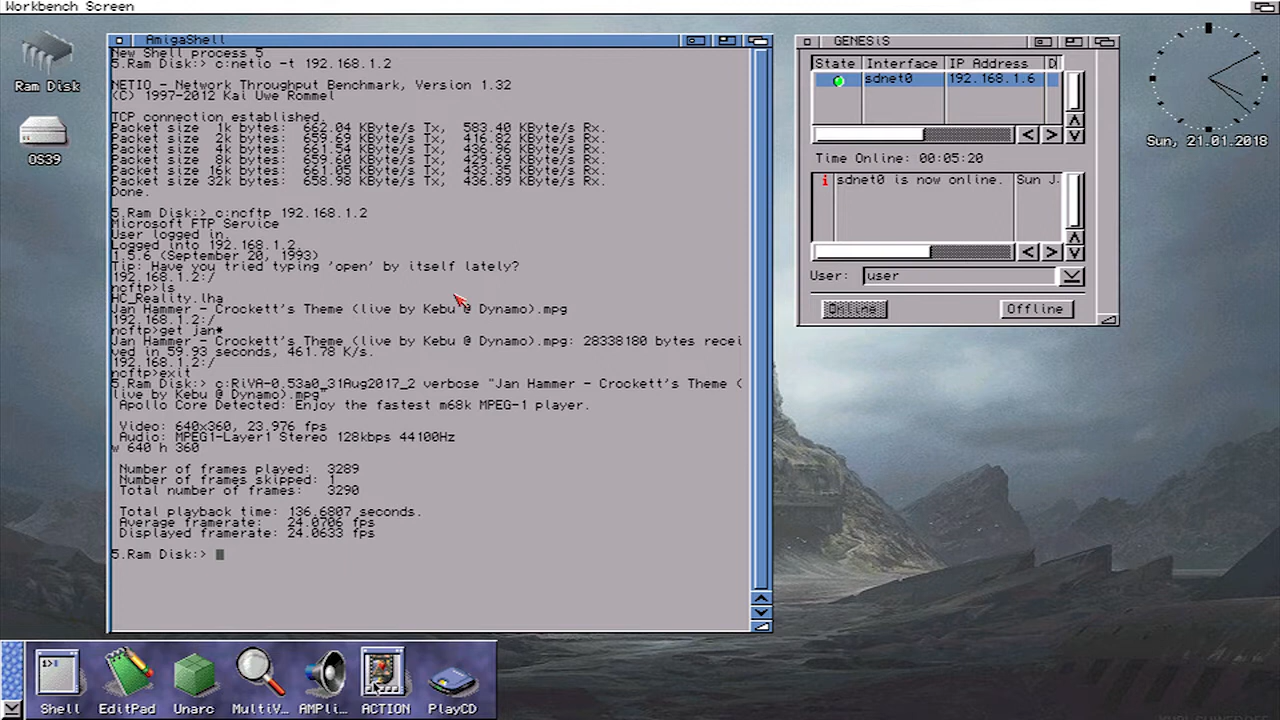 Workbench Screen
Ram Disk
OS39
AmigaShell
New Shell process 5
5.Ram Disk:> c:netio -t 192.168.1.2
NETIO - Network Throughput Benchmark, Version 1.32
(C) 1997-2012 Kai Uwe Rommel
TCP connection established.
Packet size  1k bytes:  662.04 KByte/s Tx,  583.40 KByte/s Rx.
Packet size  2k bytes:  659.69 KByte/s Tx,  416.82 KByte/s Rx.
Packet size  4k bytes:  661.54 KByte/s Tx,  436.96 KByte/s Rx.
Packet size  8k bytes:  659.60 KByte/s Tx,  429.69 KByte/s Rx.
Packet size 16k bytes:  661.05 KByte/s Tx,  433.35 KByte/s Rx.
Packet size 32k bytes:  658.98 KByte/s Tx,  436.89 KByte/s Rx.
Done.
5.Ram Disk:> c:ncftp 192.168.1.2
Microsoft FTP Service
User logged in.
Logged into 192.168.1.2.
1.5.6 (September 20, 1993)
Tip: Have you tried typing 'open' by itself lately?
192.168.1.2:/
ncftp>ls
HC_Reality.lha
Jan Hammer - Crockett's Theme (live by Kebu @ Dynamo).mpg
192.168.1.2:/
ncftp>get jan*
Jan Hammer - Crockett's Theme (live by Kebu @ Dynamo).mpg: 28338180 bytes recei
ved in 59.93 seconds, 461.78 K/s.
192.168.1.2:/
ncftp>exit
5.Ram Disk:> c:RiVA-0.53a0_31Aug2017_2 verbose "Jan Hammer - Crockett's Theme (
live by Kebu @ Dynamo).mpg"
Apollo Core Detected: Enjoy the fastest m68k MPEG-1 player.
Video: 640x360, 23.976 fps
Audio: MPEG1-Layer1 Stereo 128kbps 44100Hz
w 640 h 360
Number of frames played:  3289
Number of frames skipped: 1
Total number of frames:   3290
Total playback time: 136.6807 seconds.
Average framerate:   24.0706 fps
Displayed framerate: 24.0633 fps
5.Ram Disk:>
GENESiS
State Interface IP Address D
sdnet0 192.168.1.6
Time Online: 00:05:20
i sdnet0 is now online. Sun J
User: user
Online Offline
Sun, 21.01.2018
Shell EditPad Unarc MultiV... AMPli... ACTION PlayCD